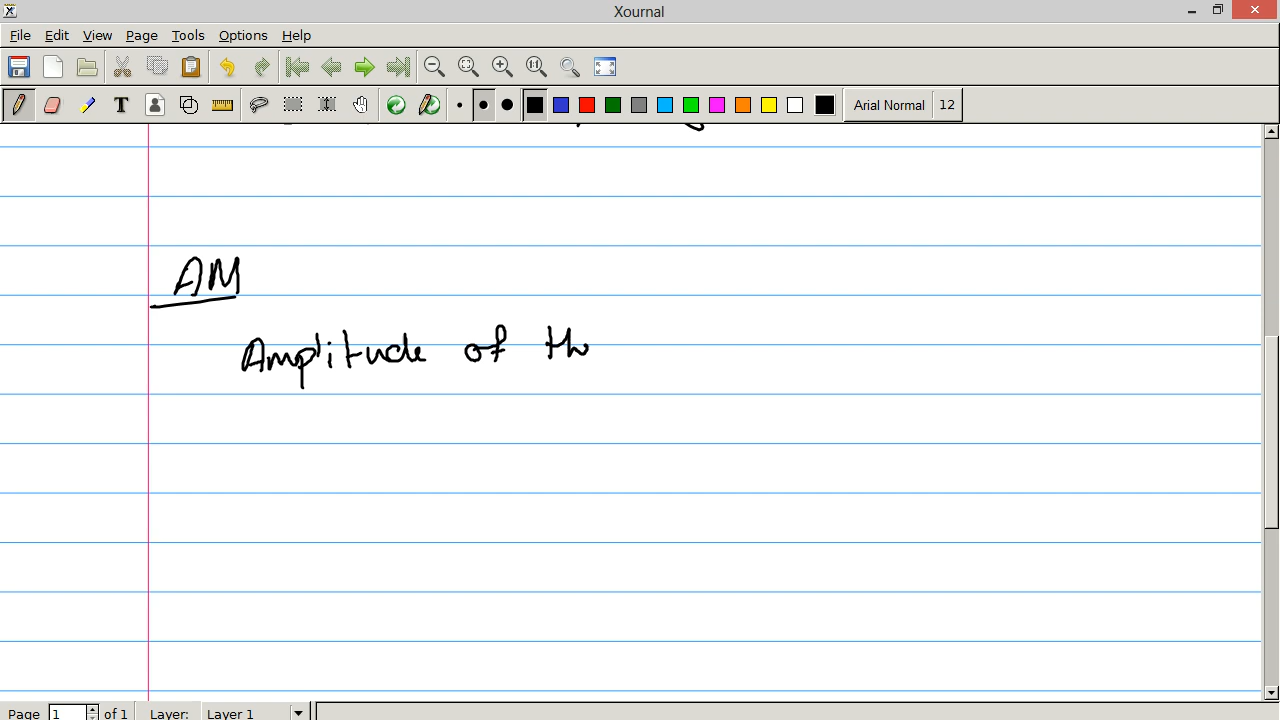 Xournal
File Edit View Page Tools Options Help
Arial Normal 12
AM
Amplitude of th
Page 1 of 1 Layer: Layer 1